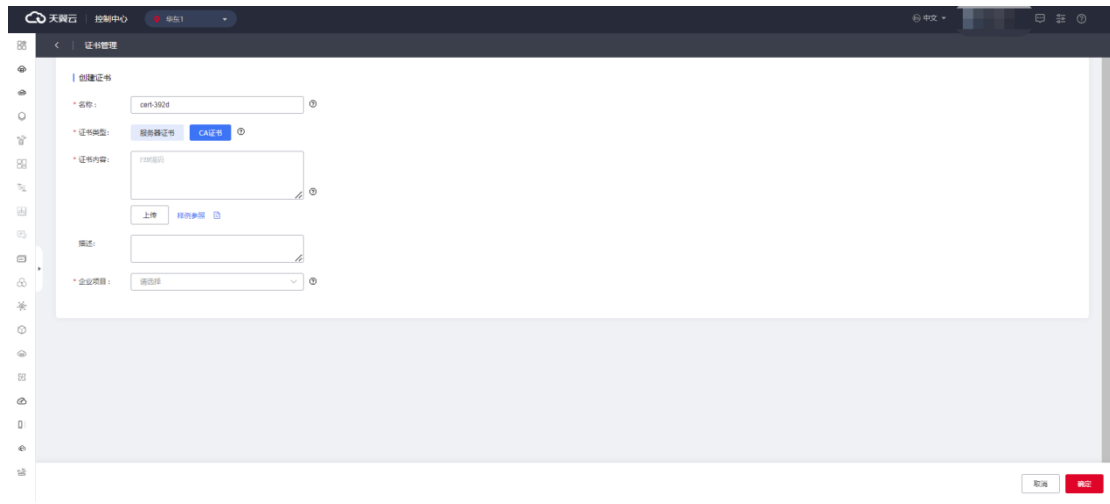 天翼云 控制中心 华东1 中文
证书管理
创建证书
* 名称： cert-392d
* 证书类型： 服务器证书 CA证书
* 证书内容：
上传 样例参照
描述：
* 企业项目： 请选择
取消 确定